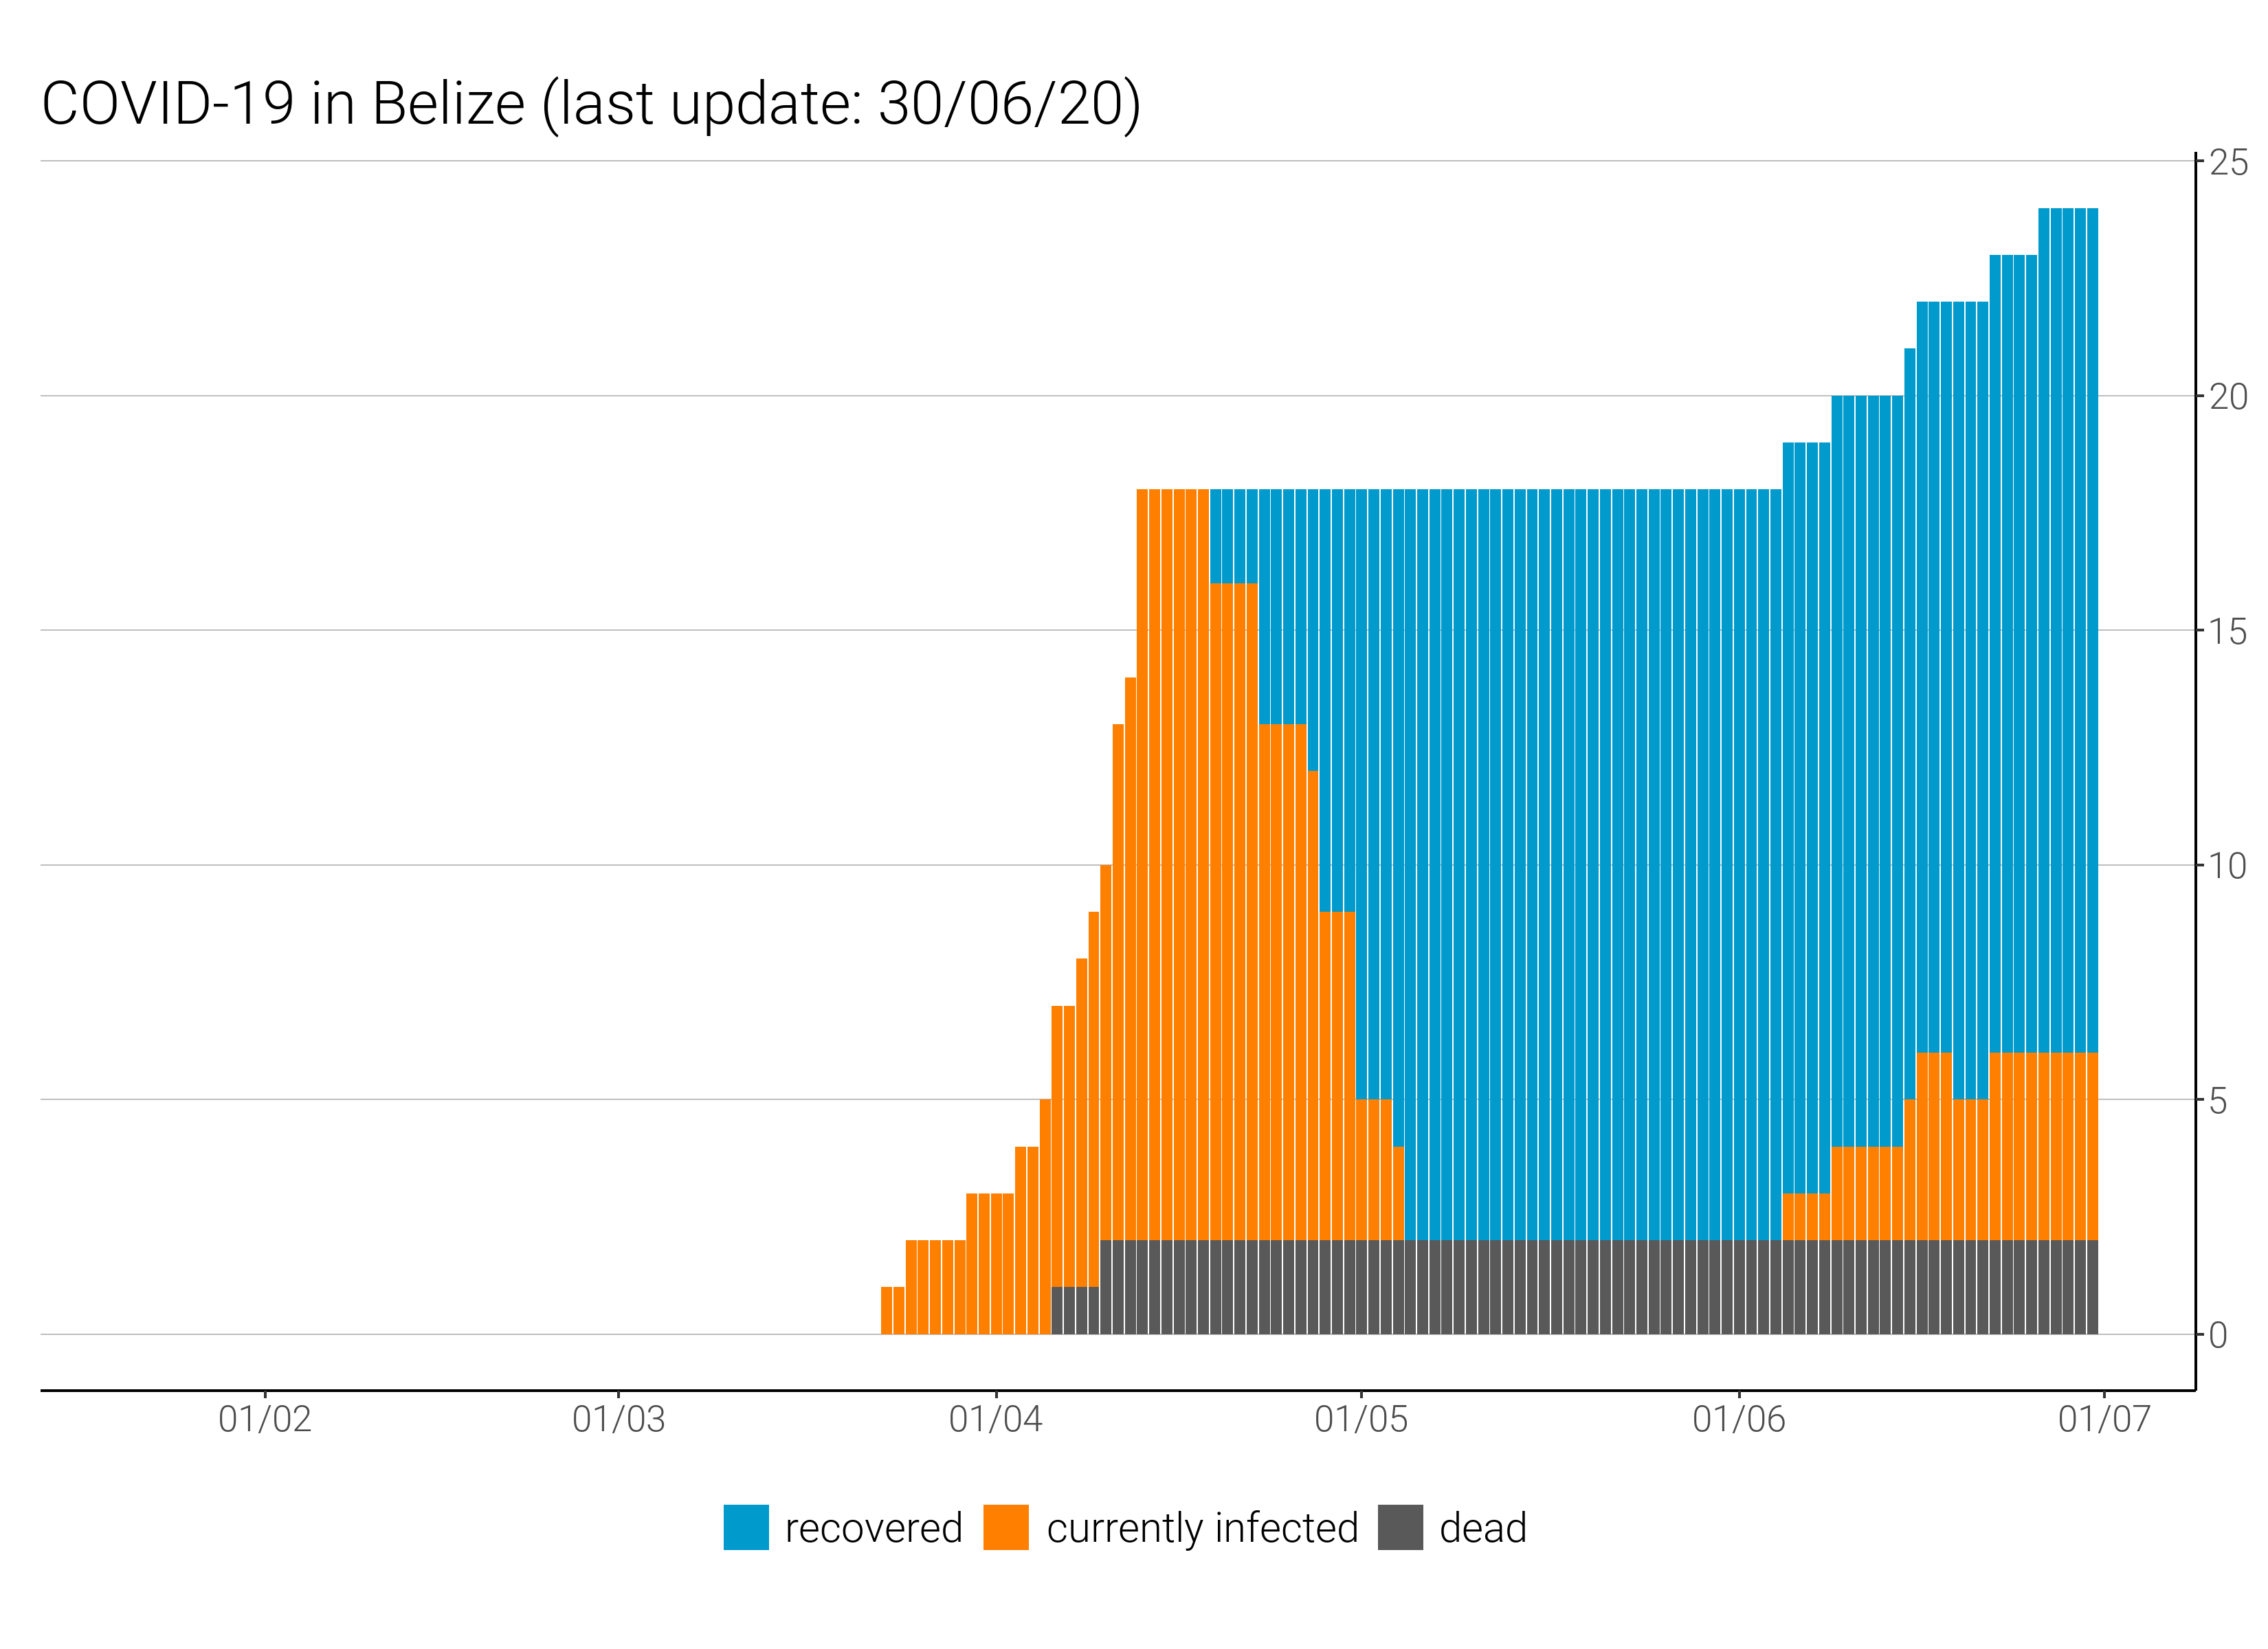 COVID-19 in Belize (last update: 30/06/20)
25
20
15
10
5
0
01/02 01/03 01/04 01/05 01/06 01/07
recovered currently infected dead